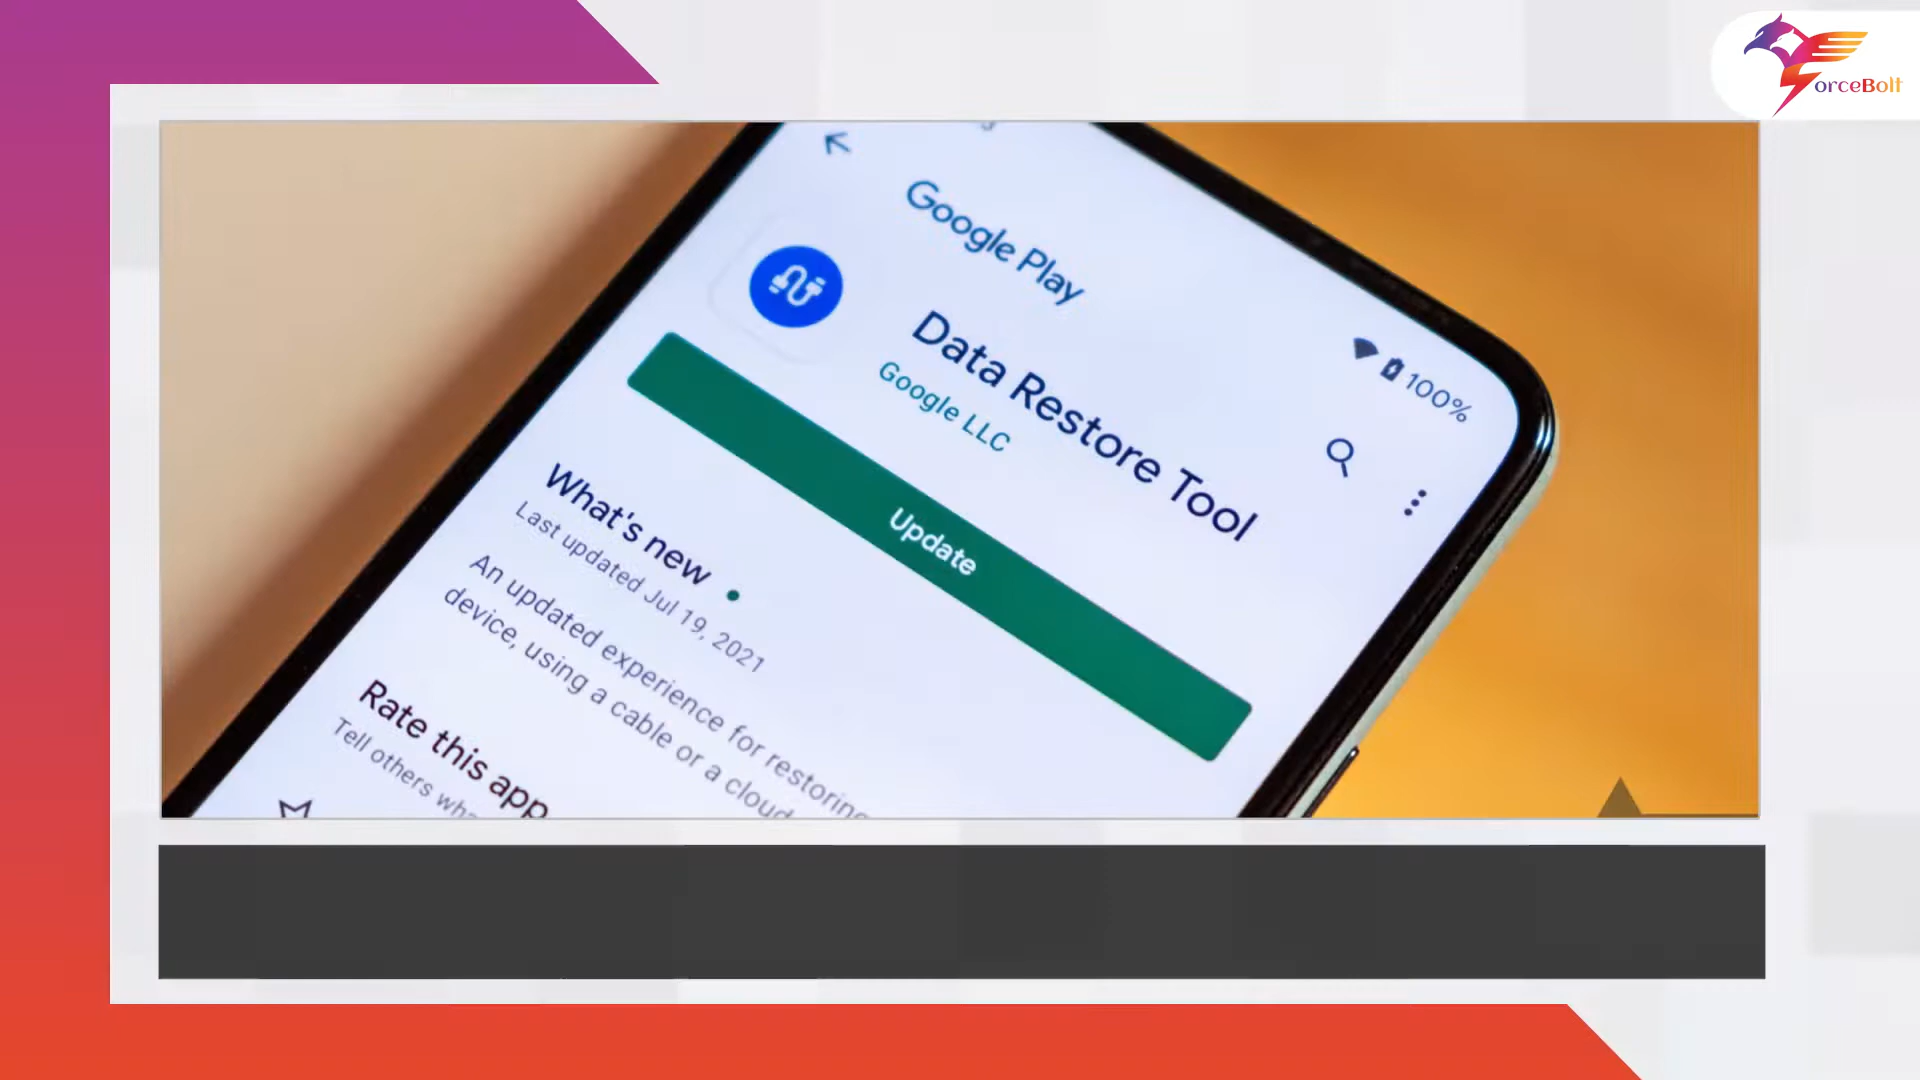 orceBolt
Google Play
100%
Data Restore Tool
Google LLC
Update
What's new
Last updated Jul 19, 2021
An updated experience for restoring
device, using a cable or a cloud
Rate this app
Tell others